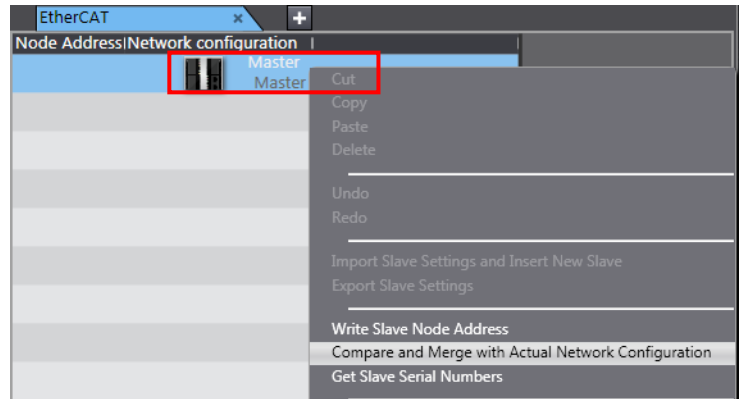 EtherCAT × +
Node Address|Network configuration
Master
Master
Cut
Copy
Paste
Delete
Undo
Redo
Import Slave Settings and Insert New Slave
Export Slave Settings
Write Slave Node Address
Compare and Merge with Actual Network Configuration
Get Slave Serial Numbers